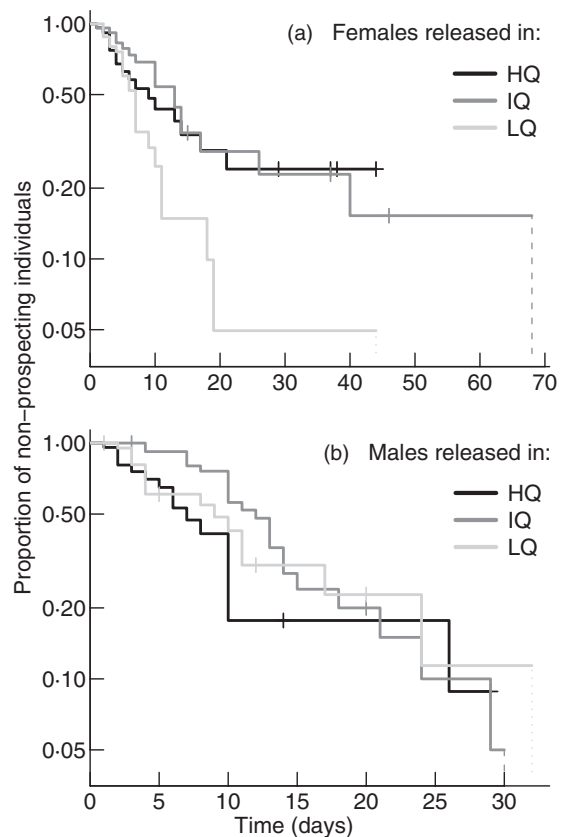 Proportion of non−prospecting individuals
(a) Females released in:
HQ
IQ
LQ
1·00
0·50
0·20
0·10
0·05
0 10 20 30 40 50 60 70
(b) Males released in:
HQ
IQ
LQ
1·00
0·50
0·20
0·10
0·05
0 5 10 15 20 25 30
Time (days)